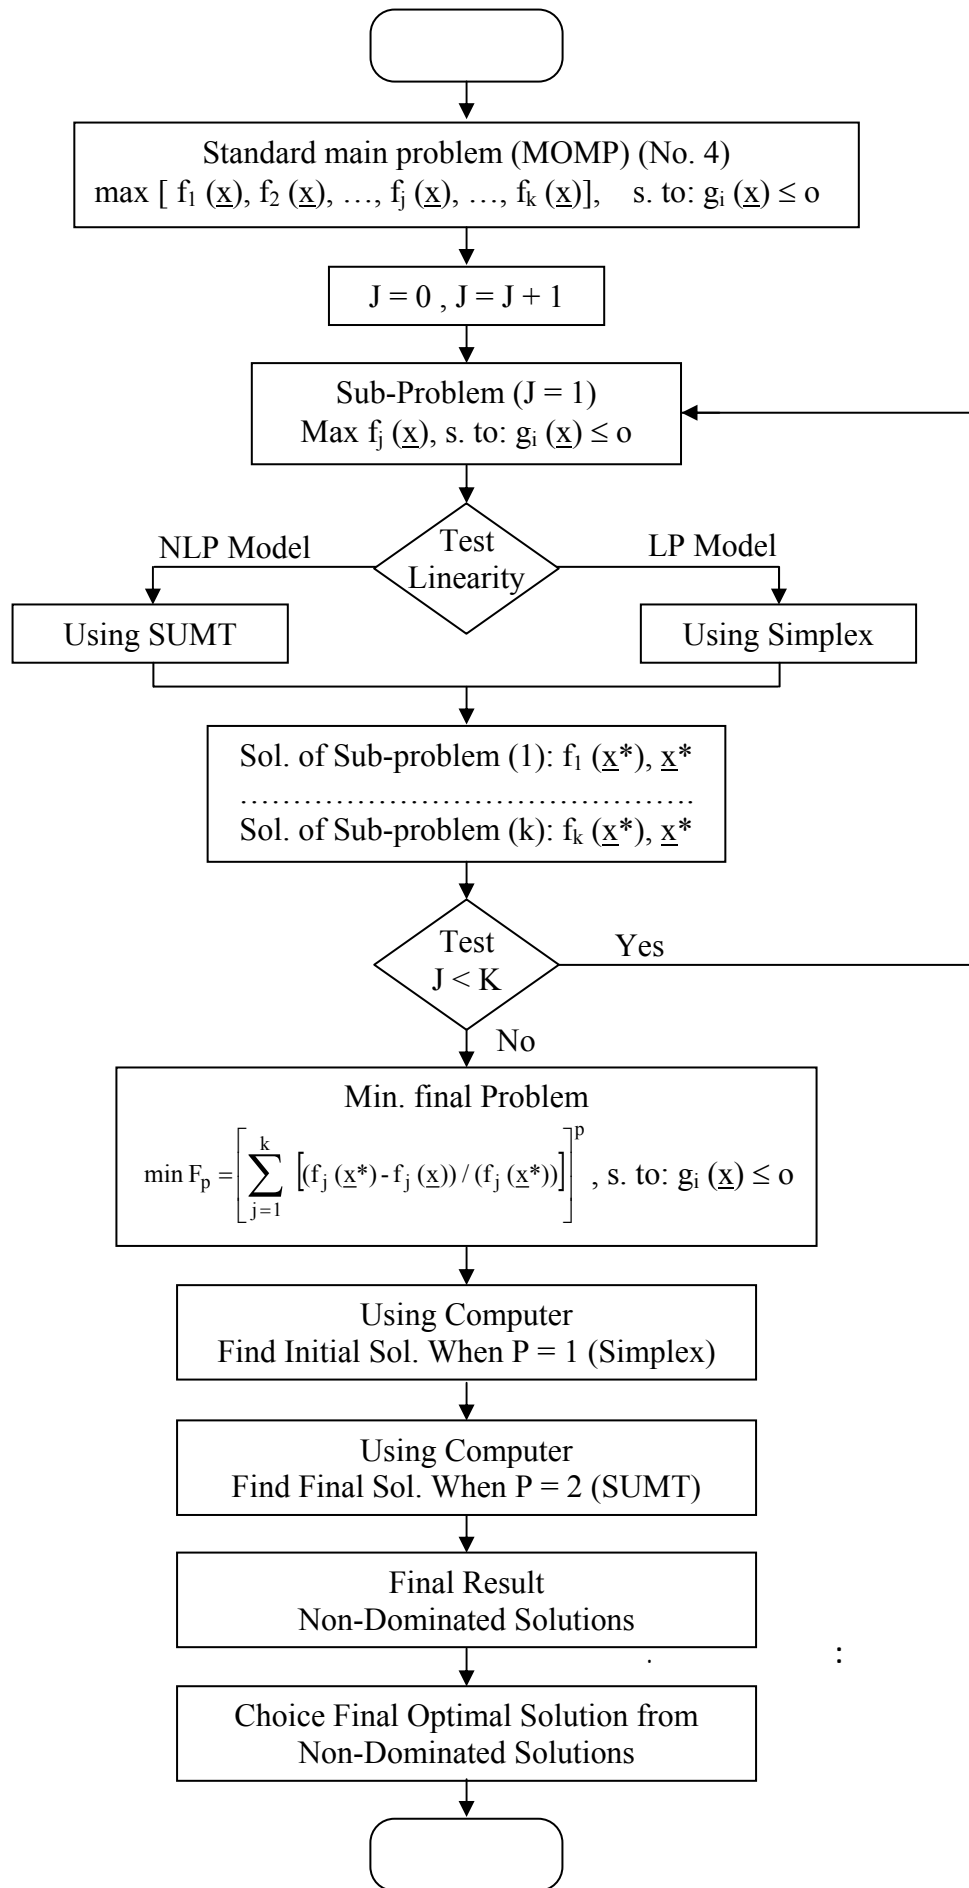 Standard main problem (MOMP) (No. 4)
max [ f₁ (x), f₂ (x), …, fⱼ (x), …, fₖ (x)],    s. to: gᵢ (x) ≤ o
J = 0 , J = J + 1
Sub-Problem (J = 1)
Max fⱼ (x), s. to: gᵢ (x) ≤ o
Test
Linearity
NLP Model
LP Model
Using SUMT
Using Simplex
Sol. of Sub-problem (1): f₁ (x*), x*
…………………………………….
Sol. of Sub-problem (k): fₖ (x*), x*
Test
J < K
Yes
No
Min. final Problem
min Fₚ = [ ∑_{j=1}^{k} [(fⱼ (x*) - fⱼ (x)) / (fⱼ (x*))] ]^p , s. to: gᵢ (x) ≤ o
Using Computer
Find Initial Sol. When P = 1 (Simplex)
Using Computer
Find Final Sol. When P = 2 (SUMT)
Final Result
Non-Dominated Solutions
. :
Choice Final Optimal Solution from
Non-Dominated Solutions